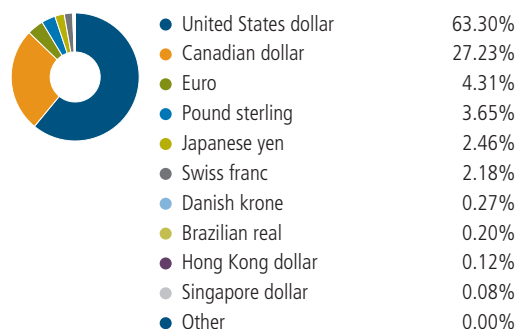 United States dollar 63.30%
Canadian dollar 27.23%
Euro 4.31%
Pound sterling 3.65%
Japanese yen 2.46%
Swiss franc 2.18%
Danish krone 0.27%
Brazilian real 0.20%
Hong Kong dollar 0.12%
Singapore dollar 0.08%
Other 0.00%